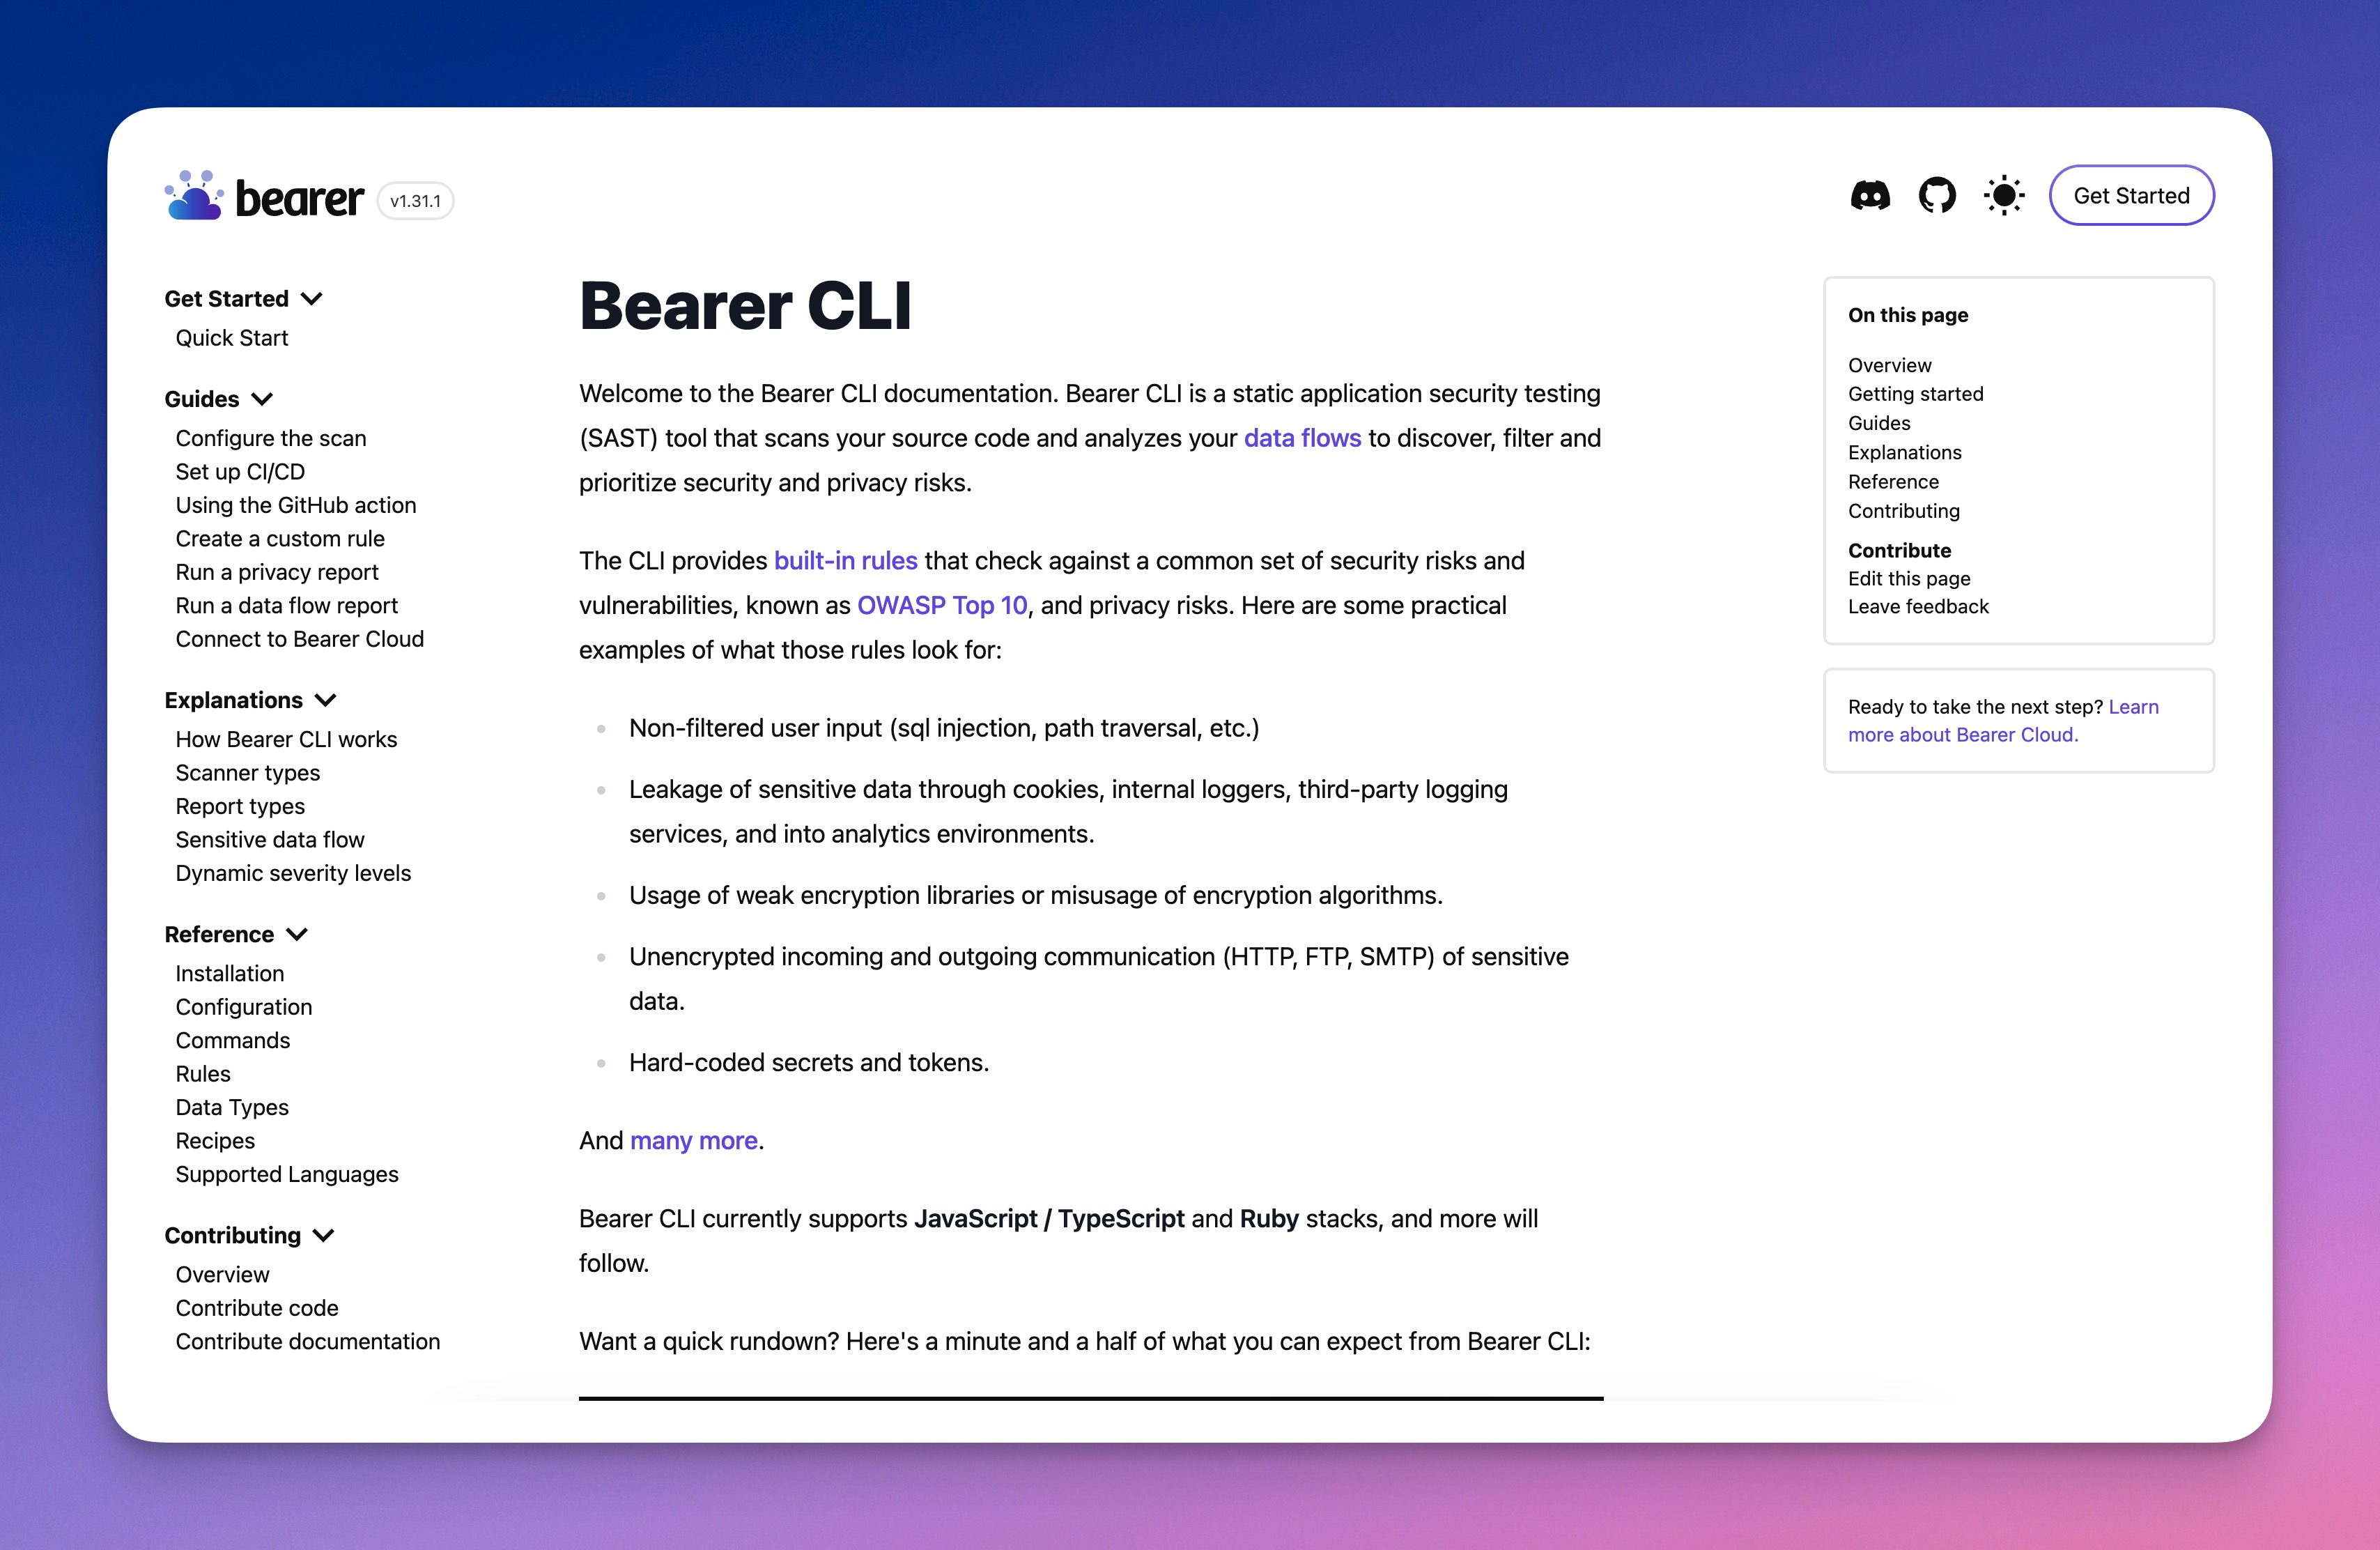 bearer
v1.31.1
Get Started
Get Started
Quick Start
Guides
Configure the scan
Set up CI/CD
Using the GitHub action
Create a custom rule
Run a privacy report
Run a data flow report
Connect to Bearer Cloud
Explanations
How Bearer CLI works
Scanner types
Report types
Sensitive data flow
Dynamic severity levels
Reference
Installation
Configuration
Commands
Rules
Data Types
Recipes
Supported Languages
Contributing
Overview
Contribute code
Contribute documentation
Bearer CLI
Welcome to the Bearer CLI documentation. Bearer CLI is a static application security testing
(SAST) tool that scans your source code and analyzes your data flows to discover, filter and
prioritize security and privacy risks.
The CLI provides built-in rules that check against a common set of security risks and
vulnerabilities, known as OWASP Top 10, and privacy risks. Here are some practical
examples of what those rules look for:
Non-filtered user input (sql injection, path traversal, etc.)
Leakage of sensitive data through cookies, internal loggers, third-party logging
services, and into analytics environments.
Usage of weak encryption libraries or misusage of encryption algorithms.
Unencrypted incoming and outgoing communication (HTTP, FTP, SMTP) of sensitive
data.
Hard-coded secrets and tokens.
And many more.
Bearer CLI currently supports JavaScript / TypeScript and Ruby stacks, and more will
follow.
Want a quick rundown? Here's a minute and a half of what you can expect from Bearer CLI:
On this page
Overview
Getting started
Guides
Explanations
Reference
Contributing
Contribute
Edit this page
Leave feedback
Ready to take the next step? Learn
more about Bearer Cloud.